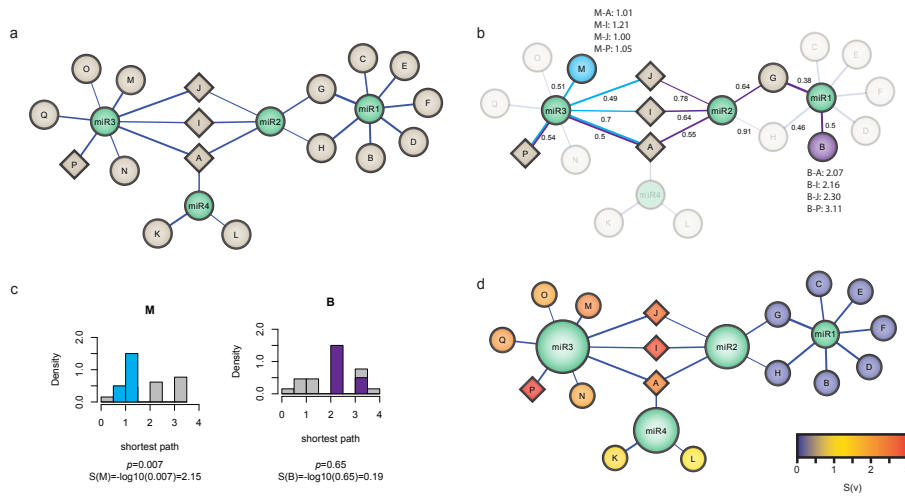 a
O
M
Q
miR3
P
N
J
I
A
miR2
miR4
K
L
G
H
C
E
miR1
F
D
B
b
M-A: 1.01
M-I: 1.21
M-J: 1.00
M-P: 1.05
O
M
Q
miR3
P
N
0.51
0.49
0.7
0.5
0.54
J
I
A
0.78
0.64
0.55
miR2
miR4
K
L
0.64
0.91
G
H
0.38
0.46
0.5
C
E
miR1
F
D
B
B-A: 2.07
B-I: 2.16
B-J: 2.30
B-P: 3.11
c
M
Density
0.0
1.0
2.0
0 1 2 3 4
shortest path
p=0.007
S(M)=-log10(0.007)=2.15
B
Density
0.0
1.0
2.0
0 1 2 3 4
shortest path
p=0.65
S(B)=-log10(0.65)=0.19
d
O
M
Q
miR3
P
N
J
I
A
miR2
miR4
K
L
G
H
C
E
miR1
F
D
B
0 1 2
S(v)